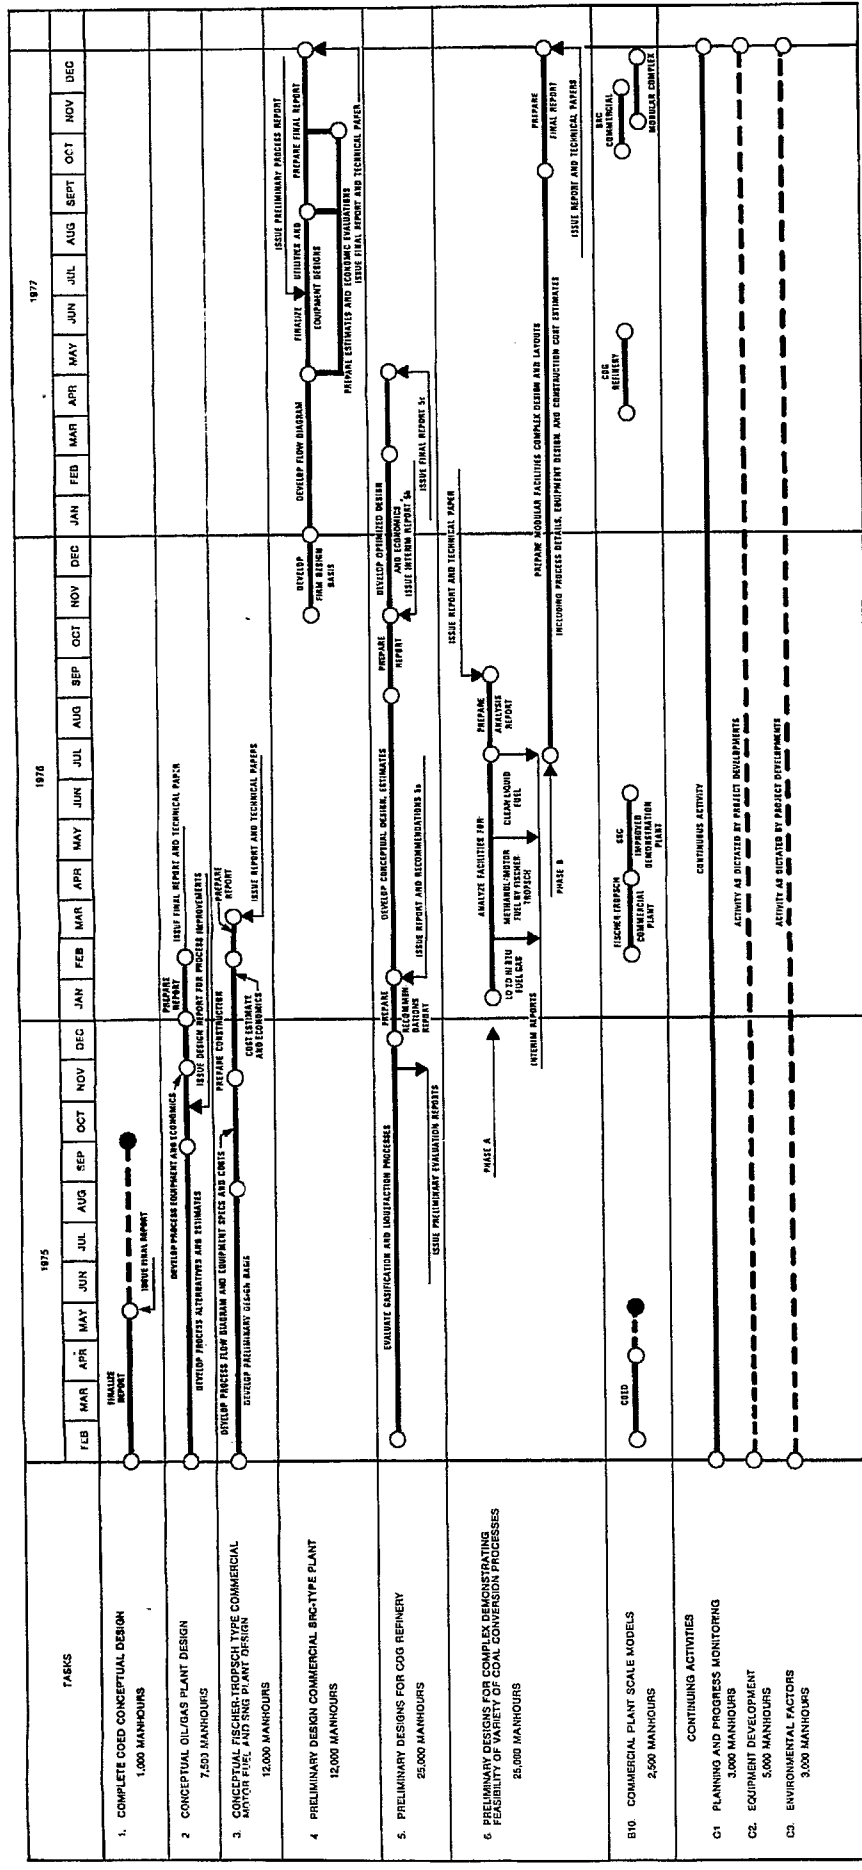 TASKS
1975
1976
1977
FEB MAR APR MAY JUN JUL AUG SEP OCT NOV DEC
JAN FEB MAR APR MAY JUN JUL AUG SEP OCT NOV DEC
JAN FEB MAR APR MAY JUN JUL AUG SEPT OCT NOV DEC
1. COMPLETE COED CONCEPTUAL DESIGN
1,000 MANHOURS
FINALIZE
REPORT
ISSUE FINAL REPORT
2 CONCEPTUAL OIL/GAS PLANT DESIGN
7,500 MANHOURS
DEVELOP PROCESS EQUIPMENT AND ECONOMICS
DEVELOP PROCESS ALTERNATIVES AND ESTIMATES
PREPARE
REPORT
ISSUE FINAL REPORT AND TECHNICAL PAPER
ISSUE DESIGN REPORT FOR PROCESS IMPROVEMENTS
3. CONCEPTUAL FISCHER-TROPSCH TYPE COMMERCIAL
MOTOR FUEL AND SNG PLANT DESIGN
12,000 MANHOURS
DEVELOP PROCESS FLOW DIAGRAM AND EQUIPMENT SPECS AND COSTS
DEVELOP PRELIMINARY DESIGN BASIS
PREPARE CONSTRUCTION
COST ESTIMATE
AND ECONOMICS
PREPARE
REPORT
ISSUE REPORT AND TECHNICAL PAPERS
4 PRELIMINARY DESIGN COMMERCIAL SRC-TYPE PLANT
12,000 MANHOURS
DEVELOP
FIRM DESIGN
BASIS
DEVELOP FLOW DIAGRAM
ISSUE PRELIMINARY PROCESS REPORT
FINALIZE UTILITIES AND
EQUIPMENT DESIGNS
PREPARE FINAL REPORT
PREPARE ESTIMATES AND ECONOMIC EVALUATIONS
ISSUE FINAL REPORT AND TECHNICAL PAPER
5. PRELIMINARY DESIGNS FOR COG REFINERY
25,000 MANHOURS
EVALUATE GASIFICATION AND LIQUIFACTION PROCESSES
ISSUE PRELIMINARY EVALUATION REPORTS
PREPARE
RECOMMEN
DATIONS
REPORT
DEVELOP CONCEPTUAL DESIGN, ESTIMATES
ISSUE REPORT AND RECOMMENDATIONS 5a
PREPARE
REPORT
DEVELOP OPTIMIZED DESIGN
AND ECONOMICS
ISSUE INTERIM REPORT 5b
ISSUE FINAL REPORT 5c
6 PRELIMINARY DESIGNS FOR COMPLEX DEMONSTRATING
FEASIBILITY OF VARIETY OF COAL CONVERSION PROCESSES
25,000 MANHOURS
PHASE A
ANALYZE FACILITIES FOR:
LO TO HI BTU
FUEL GAS
METHANOL/MOTOR
FUEL BY FISCHER
TROPSCH
CLEAN LIQUID
FUEL
INTERIM REPORTS
PREPARE
ANALYSIS
REPORT
ISSUE REPORT AND TECHNICAL PAPER
PHASE B
PREPARE MODULAR FACILITIES COMPLEX DESIGN AND LAYOUTS
INCLUDING PROCESS DETAILS, EQUIPMENT DESIGN, AND CONSTRUCTION COST ESTIMATES
PREPARE
FINAL REPORT
ISSUE REPORT AND TECHNICAL PAPERS
B10. COMMERCIAL PLANT SCALE MODELS
2,500 MANHOURS
COED
FISCHER-TROPSCH
COMMERCIAL
PLANT
SRC
IMPROVED
DEMONSTRATION
PLANT
COG
REFINERY
SRC
COMMERCIAL
MODULAR COMPLEX
CONTINUING ACTIVITIES
C1 PLANNING AND PROGRESS MONITORING
3,000 MANHOURS
CONTINUOUS ACTIVITY
C2. EQUIPMENT DEVELOPMENT
5,000 MANHOURS
ACTIVITY AS DICTATED BY PROJECT DEVELOPMENTS
C3. ENVIRONMENTAL FACTORS
3,000 MANHOURS
ACTIVITY AS DICTATED BY PROJECT DEVELOPMENTS